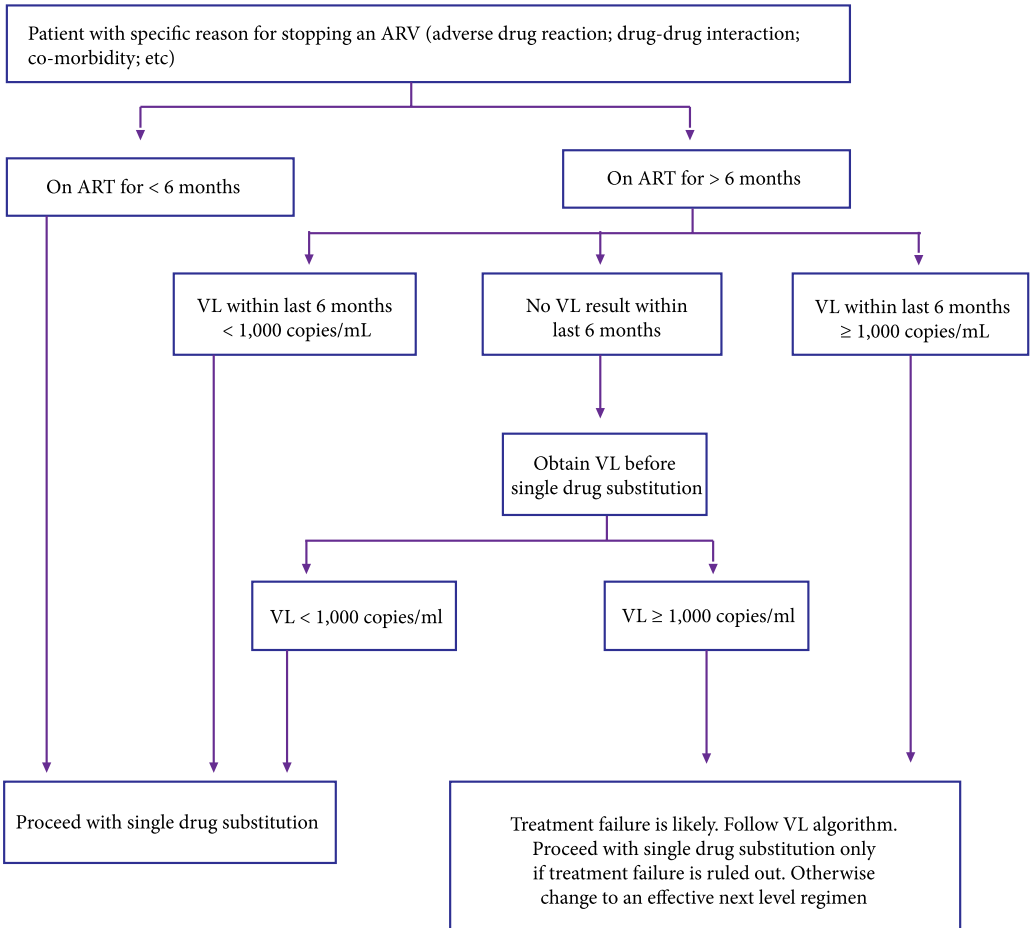 Patient with specific reason for stopping an ARV (adverse drug reaction; drug-drug interaction;
co-morbidity; etc)
On ART for < 6 months
On ART for > 6 months
VL within last 6 months
< 1,000 copies/mL
No VL result within
last 6 months
VL within last 6 months
≥ 1,000 copies/mL
Obtain VL before
single drug substitution
VL < 1,000 copies/ml
VL ≥ 1,000 copies/ml
Proceed with single drug substitution
Treatment failure is likely. Follow VL algorithm.
Proceed with single drug substitution only
if treatment failure is ruled out. Otherwise
change to an effective next level regimen